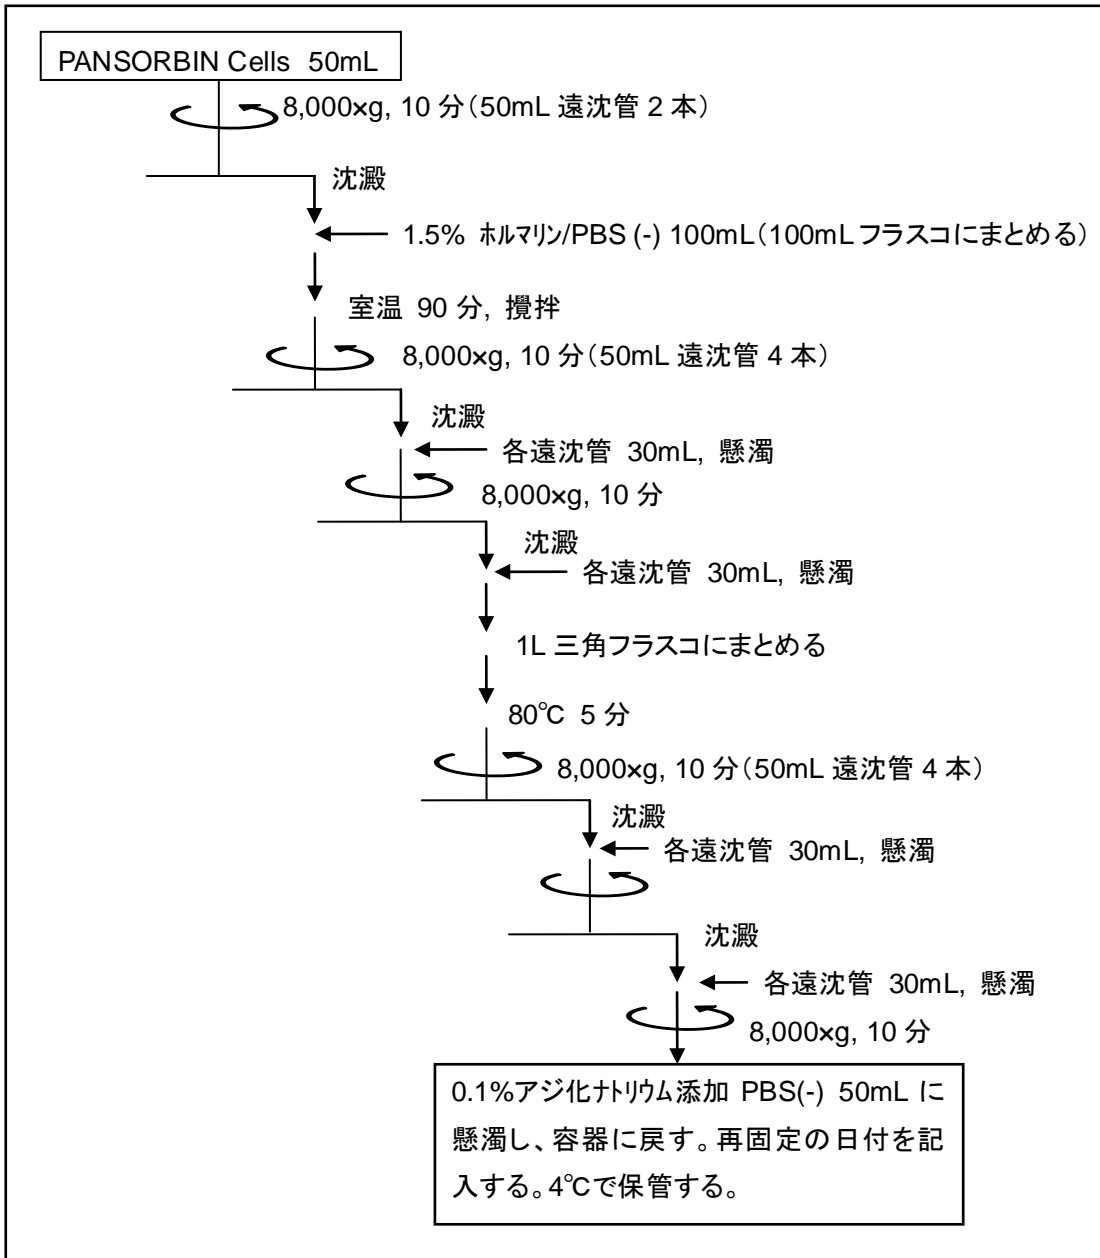 PANSORBIN Cells 50mL
8,000×g, 10 分（50mL 遠沈管 2 本）
沈澱
1.5% ホルマリン/PBS (-) 100mL（100mL フラスコにまとめる）
室温 90 分, 攪拌
8,000×g, 10 分（50mL 遠沈管 4 本）
沈澱
各遠沈管 30mL, 懸濁
8,000×g, 10 分
沈澱
各遠沈管 30mL, 懸濁
1L 三角フラスコにまとめる
80℃ 5 分
8,000×g, 10 分（50mL 遠沈管 4 本）
沈澱
各遠沈管 30mL, 懸濁
沈澱
各遠沈管 30mL, 懸濁
8,000×g, 10 分
0.1%アジ化ナトリウム添加 PBS(-) 50mL に
懸濁し、容器に戻す。再固定の日付を記
入する。4℃で保管する。